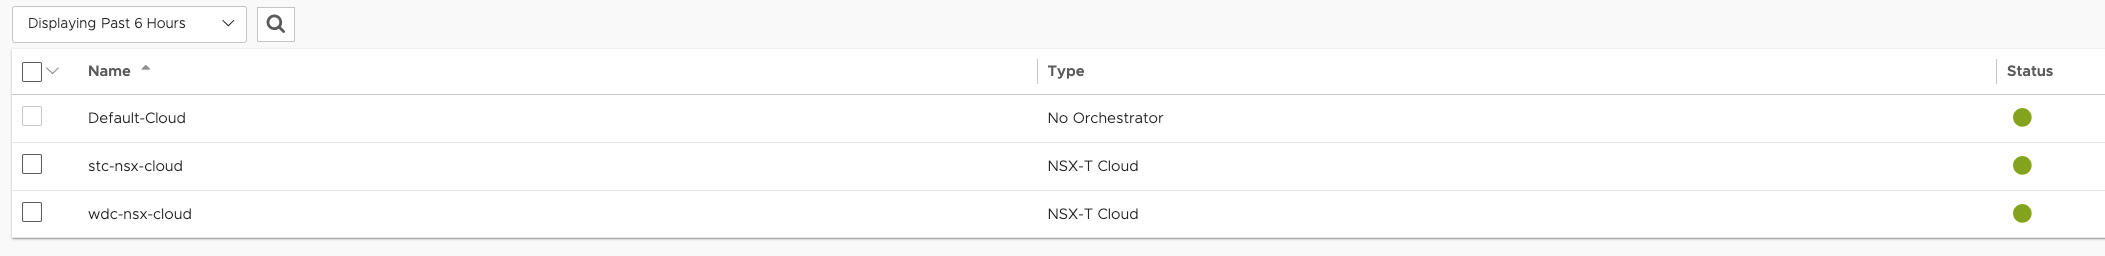 Displaying Past 6 Hours
Name Type Status
Default-Cloud No Orchestrator
stc-nsx-cloud NSX-T Cloud
wdc-nsx-cloud NSX-T Cloud